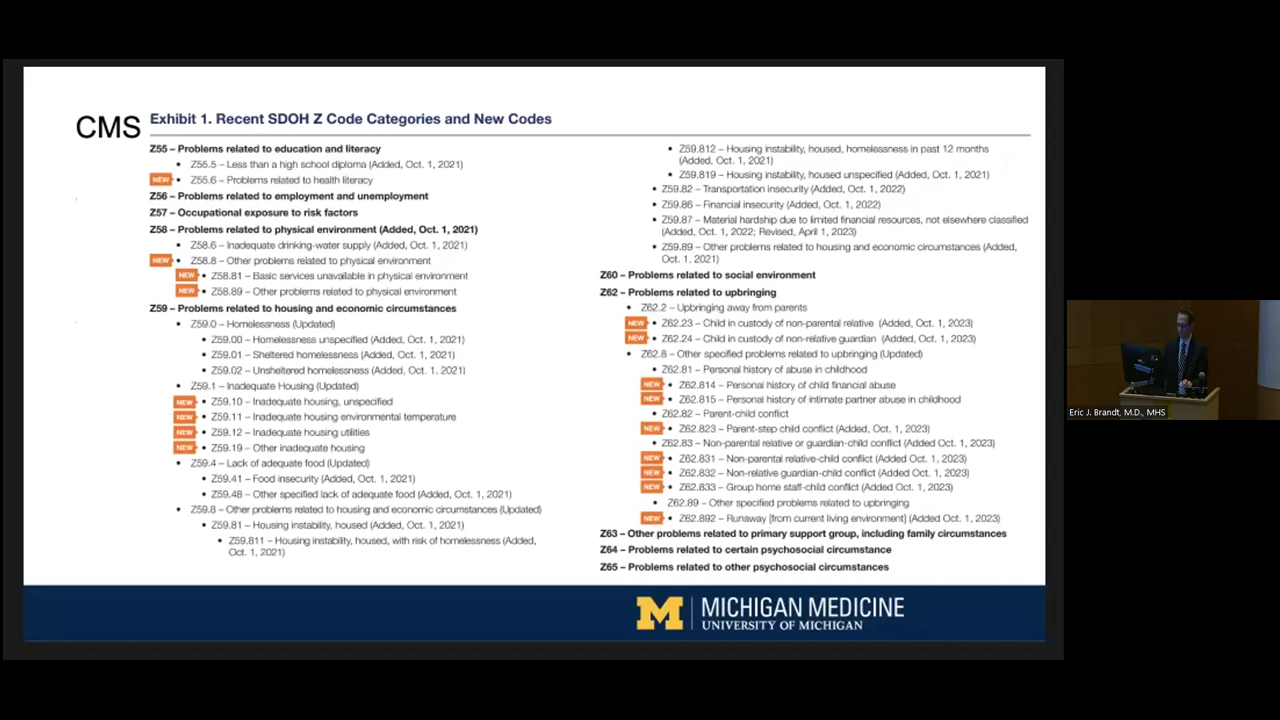 CMS
Exhibit 1. Recent SDOH Z Code Categories and New Codes
Z55 – Problems related to education and literacy
• Z55.5 – Less than a high school diploma (Added, Oct. 1, 2021)
NEW • Z55.6 – Problems related to health literacy
Z56 – Problems related to employment and unemployment
Z57 – Occupational exposure to risk factors
Z58 – Problems related to physical environment (Added, Oct. 1, 2021)
• Z58.6 – Inadequate drinking-water supply (Added, Oct. 1, 2021)
NEW • Z58.8 – Other problems related to physical environment
NEW • Z58.81 – Basic services unavailable in physical environment
NEW • Z58.89 – Other problems related to physical environment
Z59 – Problems related to housing and economic circumstances
• Z59.0 – Homelessness (Updated)
• Z59.00 – Homelessness unspecified (Added, Oct. 1, 2021)
• Z59.01 – Sheltered homelessness (Added, Oct. 1, 2021)
• Z59.02 – Unsheltered homelessness (Added, Oct. 1, 2021)
• Z59.1 – Inadequate Housing (Updated)
NEW • Z59.10 – Inadequate housing, unspecified
NEW • Z59.11 – Inadequate housing environmental temperature
NEW • Z59.12 – Inadequate housing utilities
NEW • Z59.19 – Other inadequate housing
• Z59.4 – Lack of adequate food (Updated)
• Z59.41 – Food insecurity (Added, Oct. 1, 2021)
• Z59.48 – Other specified lack of adequate food (Added, Oct. 1, 2021)
• Z59.8 – Other problems related to housing and economic circumstances (Updated)
• Z59.81 – Housing instability, housed (Added, Oct. 1, 2021)
• Z59.811 – Housing instability, housed, with risk of homelessness (Added,
Oct. 1, 2021)
• Z59.812 – Housing instability, housed, homelessness in past 12 months
(Added, Oct. 1, 2021)
• Z59.819 – Housing instability, housed unspecified (Added, Oct. 1, 2021)
• Z59.82 – Transportation insecurity (Added, Oct. 1, 2022)
• Z59.86 – Financial insecurity (Added, Oct. 1, 2022)
• Z59.87 – Material hardship due to limited financial resources, not elsewhere classified
(Added, Oct. 1, 2022; Revised, April 1, 2023)
• Z59.89 – Other problems related to housing and economic circumstances (Added,
Oct. 1, 2021)
Z60 – Problems related to social environment
Z62 – Problems related to upbringing
• Z62.2 – Upbringing away from parents
NEW • Z62.23 – Child in custody of non-parental relative (Added, Oct. 1, 2023)
NEW • Z62.24 – Child in custody of non-relative guardian (Added, Oct. 1, 2023)
• Z62.8 – Other specified problems related to upbringing (Updated)
• Z62.81 – Personal history of abuse in childhood
NEW • Z62.814 – Personal history of child financial abuse
NEW • Z62.815 – Personal history of intimate partner abuse in childhood
• Z62.82 – Parent-child conflict
NEW • Z62.823 – Parent-step child conflict (Added, Oct. 1, 2023)
• Z62.83 – Non-parental relative or guardian-child conflict (Added Oct. 1, 2023)
NEW • Z62.831 – Non-parental relative-child conflict (Added Oct. 1, 2023)
NEW • Z62.832 – Non-relative guardian-child conflict (Added Oct. 1, 2023)
NEW • Z62.833 – Group home staff-child conflict (Added Oct. 1, 2023)
• Z62.89 – Other specified problems related to upbringing
NEW • Z62.892 – Runaway [from current living environment] (Added Oct. 1, 2023)
Z63 – Other problems related to primary support group, including family circumstances
Z64 – Problems related to certain psychosocial circumstance
Z65 – Problems related to other psychosocial circumstances
M MICHIGAN MEDICINE
UNIVERSITY OF MICHIGAN
Eric J. Brandt, M.D., MHS